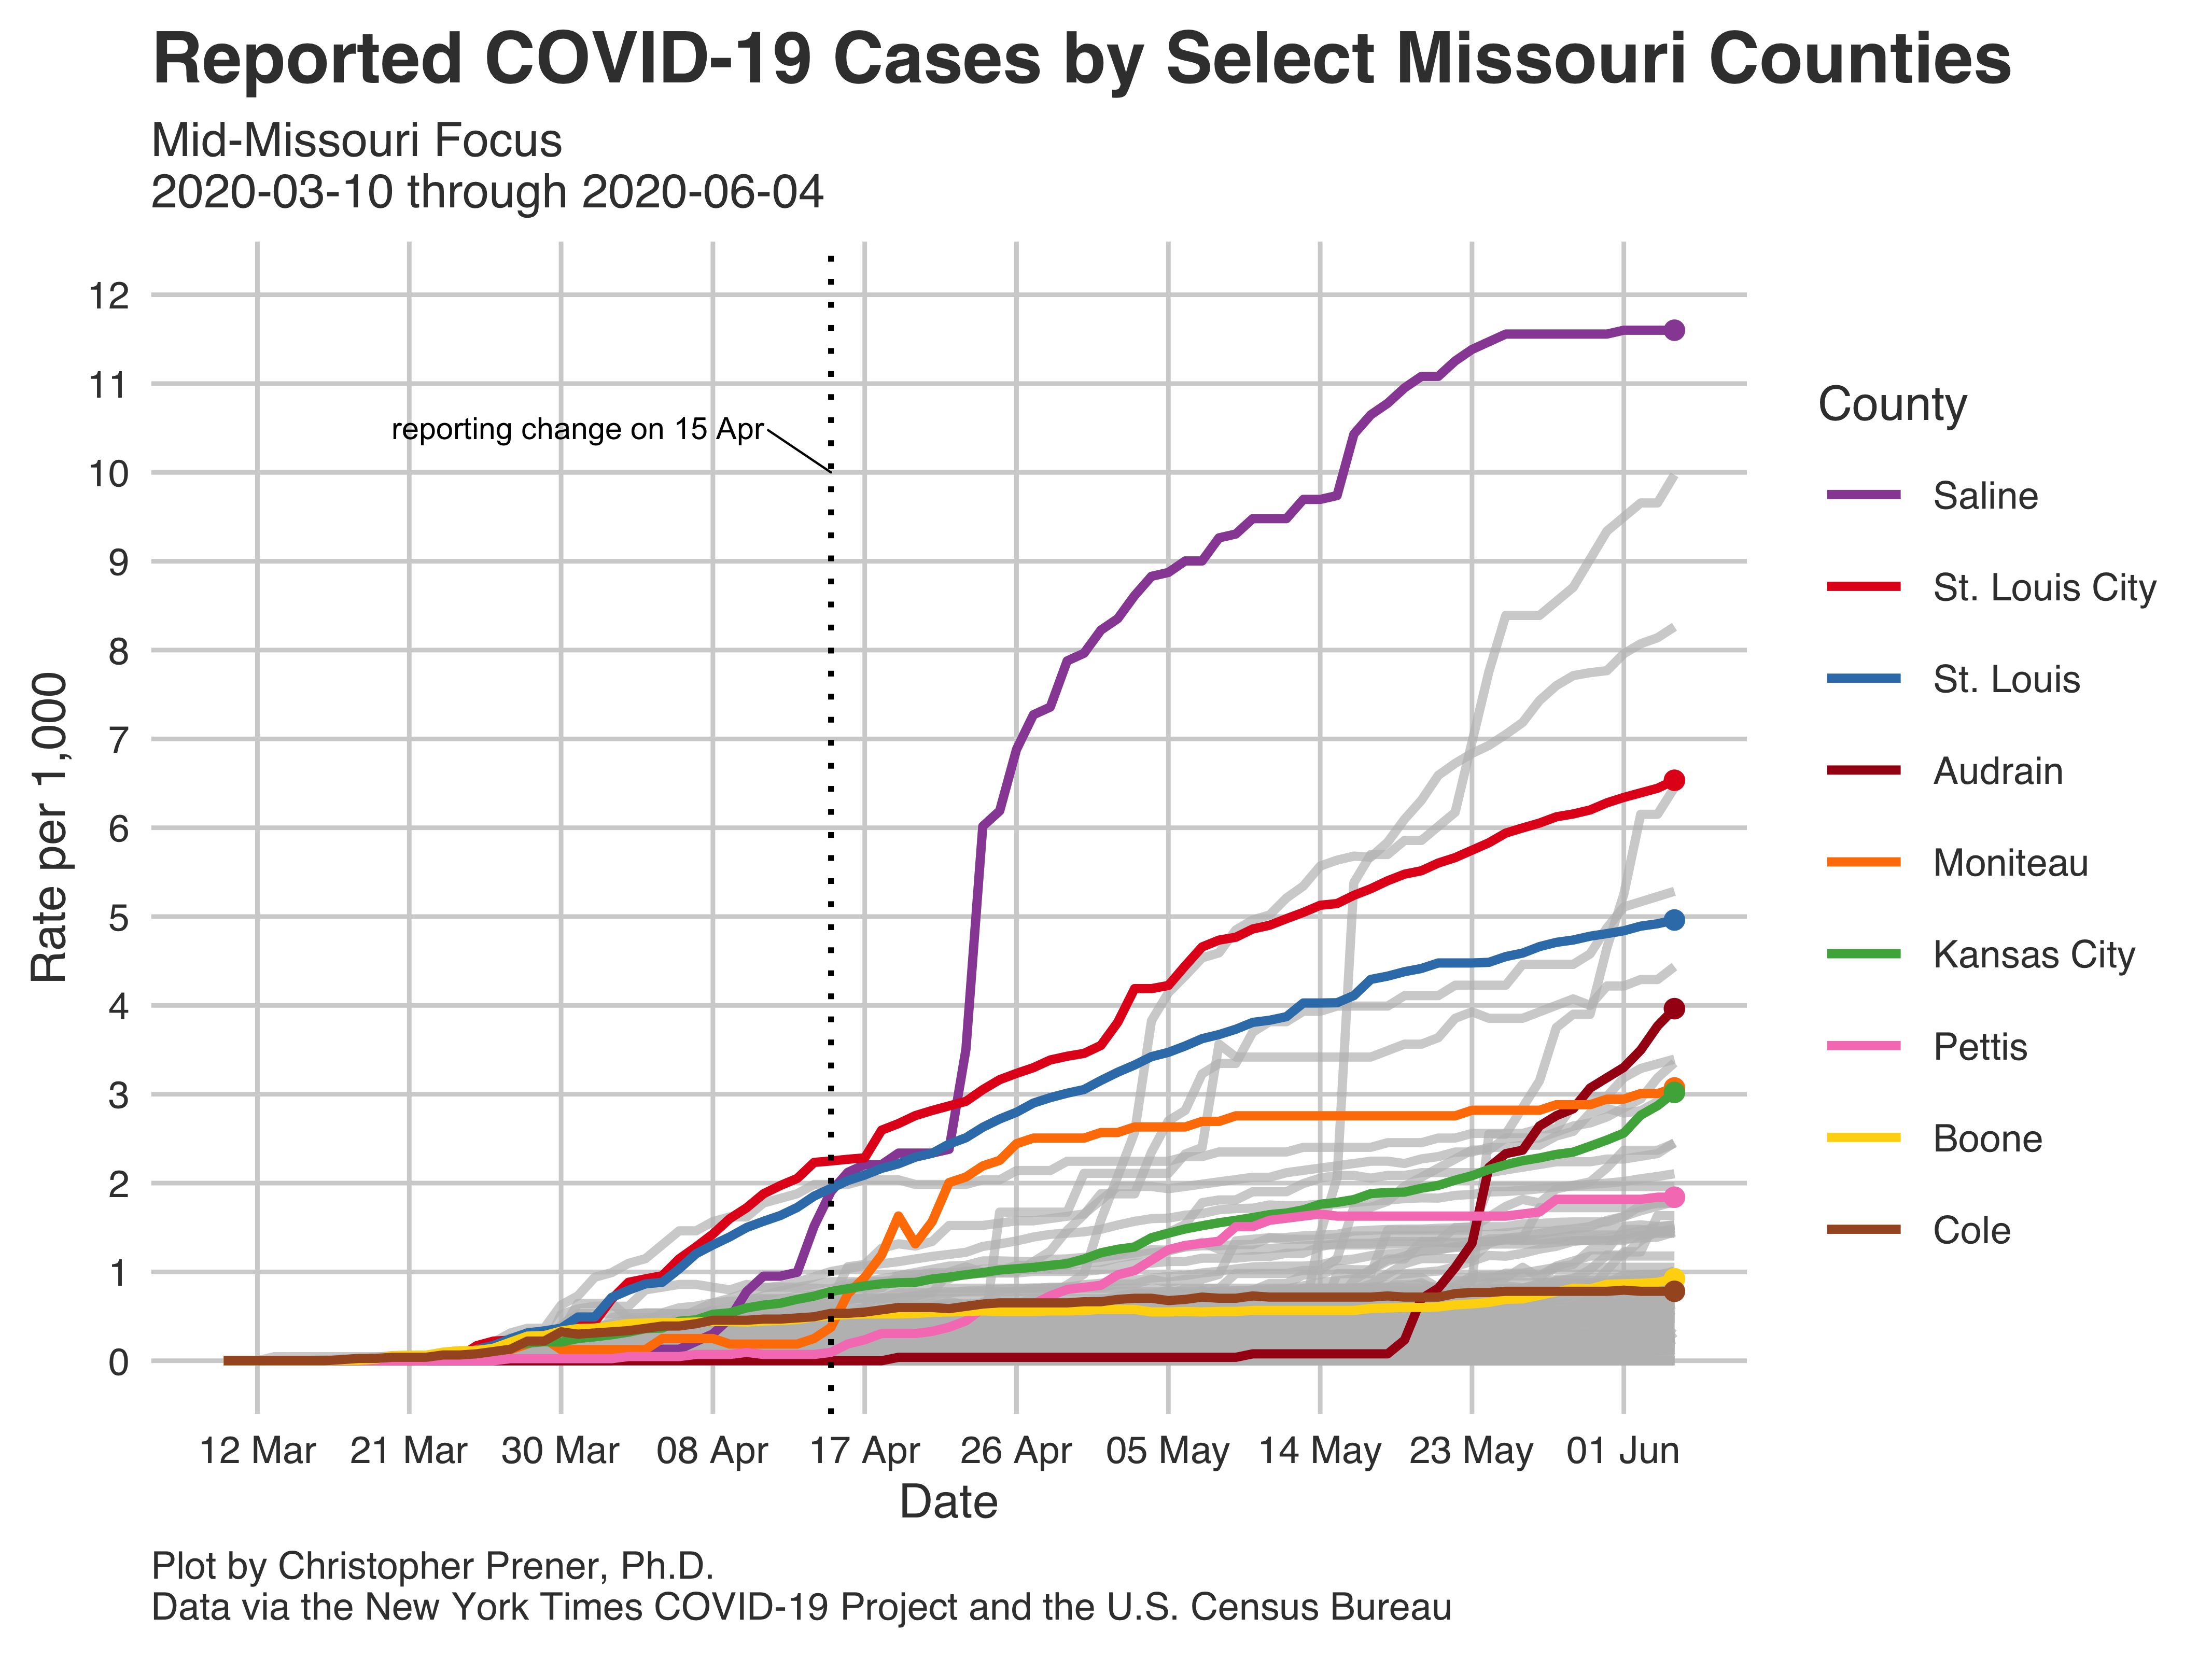 Reported COVID-19 Cases by Select Missouri Counties
Mid-Missouri Focus
2020-03-10 through 2020-06-04
12
11
reporting change on 15 Apr
10
9
8
7
6
5
4
3
2
1
0
Rate per 1,000
12 Mar
21 Mar
30 Mar
08 Apr
17 Apr
26 Apr
05 May
14 May
23 May
01 Jun
Date
County
Saline
St. Louis City
St. Louis
Audrain
Moniteau
Kansas City
Pettis
Boone
Cole
Plot by Christopher Prener, Ph.D.
Data via the New York Times COVID-19 Project and the U.S. Census Bureau